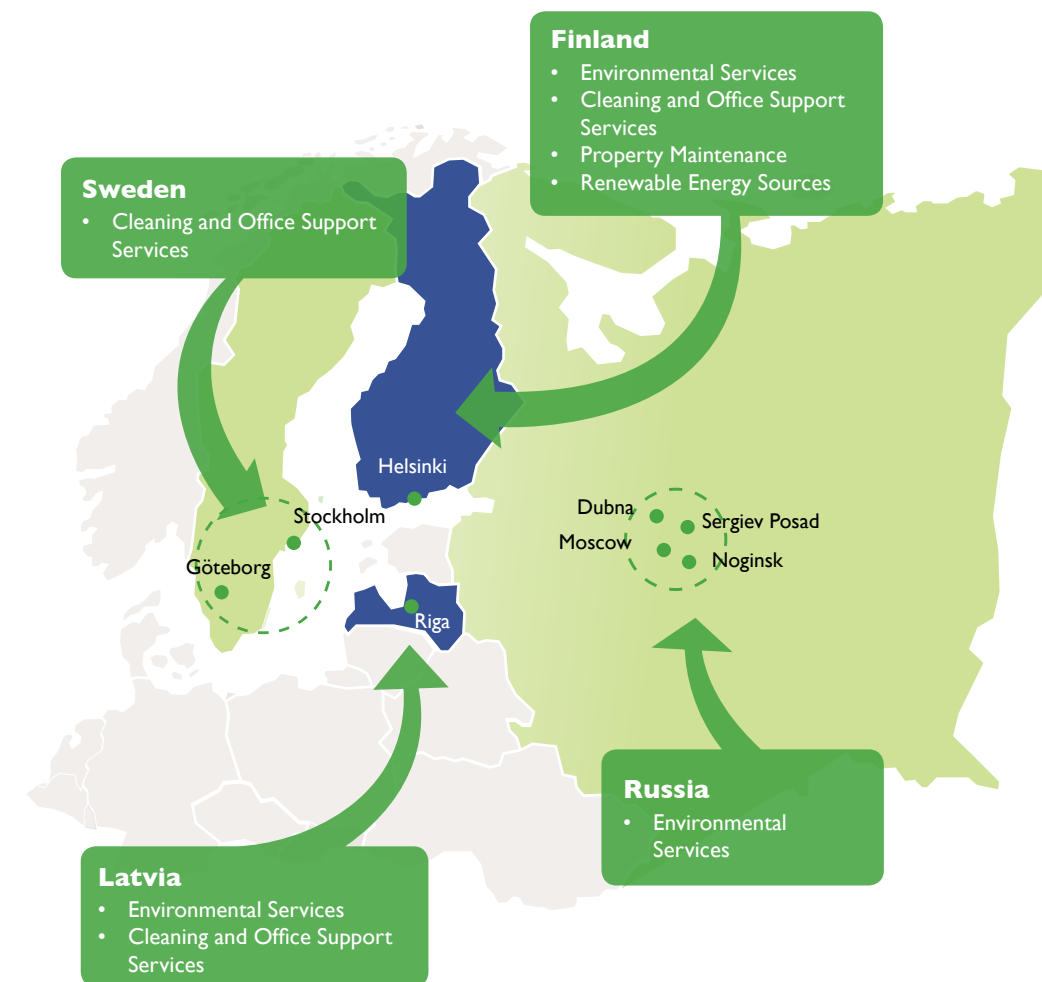 Finland
• Environmental Services
• Cleaning and Office Support
Services
• Property Maintenance
• Renewable Energy Sources
Sweden
• Cleaning and Office Support
Services
Helsinki
Stockholm
Göteborg
Riga
Dubna
Sergiev Posad
Moscow
Noginsk
Russia
• Environmental
Services
Latvia
• Environmental Services
• Cleaning and Office Support
Services